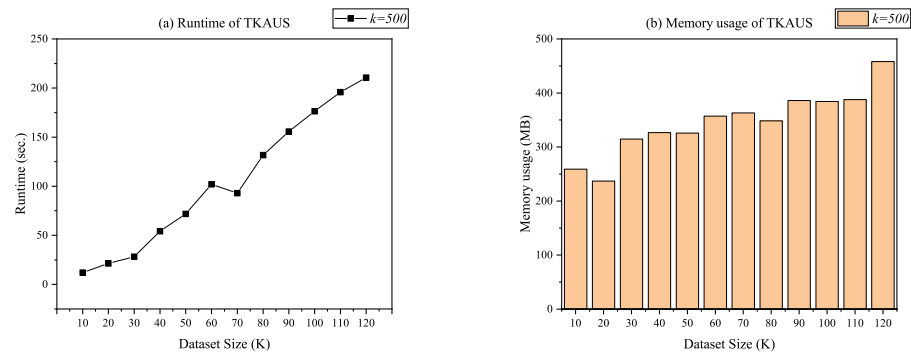 (a) Runtime of TKAUS
k=500
250
200
150
100
50
0
Runtime (sec.)
10 20 30 40 50 60 70 80 90 100 110 120
Dataset Size (K)
(b) Memory usage of TKAUS
k=500
500
400
300
200
100
0
Memory usage (MB)
10 20 30 40 50 60 70 80 90 100 110 120
Dataset Size (K)